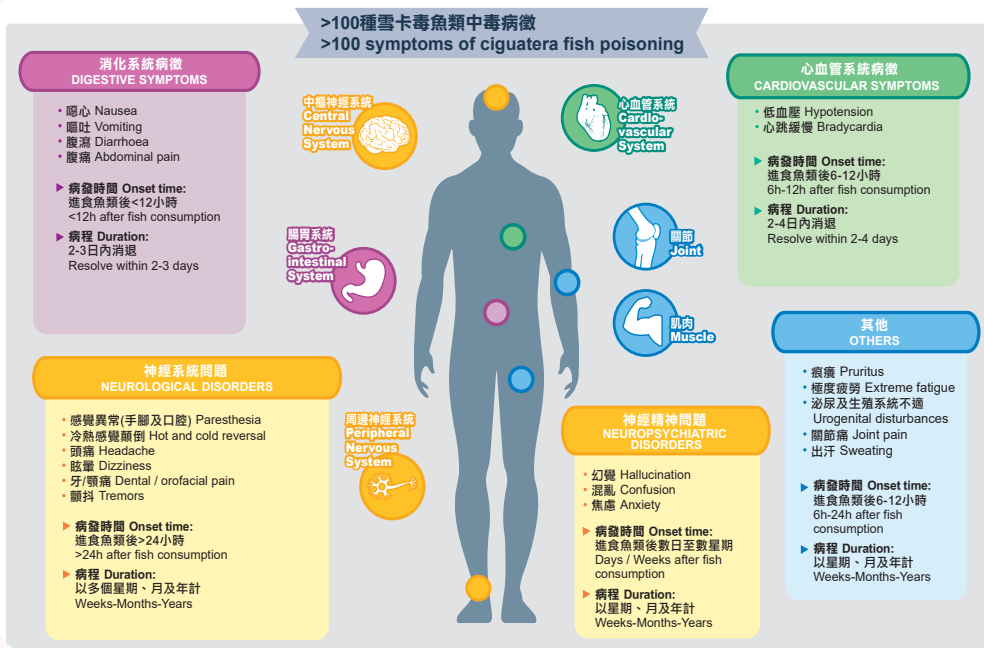 >100種雪卡毒魚類中毒病徵
>100 symptoms of ciguatera fish poisoning
消化系統病徵
DIGESTIVE SYMPTOMS
• 噁心 Nausea
• 嘔吐 Vomiting
• 腹瀉 Diarrhoea
• 腹痛 Abdominal pain
病發時間 Onset time:
進食魚類後<12小時
<12h after fish consumption
病程 Duration:
2-3日內消退
Resolve within 2-3 days
中樞神經系統
Central
Nervous
System
心血管系統
Cardio-
vascular
System
腸胃系統
Gastro-
intestinal
System
關節
Joint
肌肉
Muscle
周邊神經系統
Peripheral
Nervous
System
心血管系統病徵
CARDIOVASCULAR SYMPTOMS
• 低血壓 Hypotension
• 心跳緩慢 Bradycardia
病發時間 Onset time:
進食魚類後6-12小時
6h-12h after fish consumption
病程 Duration:
2-4日內消退
Resolve within 2-4 days
神經系統問題
NEUROLOGICAL DISORDERS
• 感覺異常(手腳及口腔) Paresthesia
• 冷熱感覺顛倒 Hot and cold reversal
• 頭痛 Headache
• 眩暈 Dizziness
• 牙/顎痛 Dental / orofacial pain
• 顫抖 Tremors
病發時間 Onset time:
進食魚類後>24小時
>24h after fish consumption
病程 Duration:
以多個星期、月及年計
Weeks-Months-Years
神經精神問題
NEUROPSYCHIATRIC
DISORDERS
• 幻覺 Hallucination
• 混亂 Confusion
• 焦慮 Anxiety
病發時間 Onset time:
進食魚類後數日至數星期
Days / Weeks after fish
consumption
病程 Duration:
以星期、月及年計
Weeks-Months-Years
其他
OTHERS
• 痕癢 Pruritus
• 極度疲勞 Extreme fatigue
• 泌尿及生殖系統不適
Urogenital disturbances
• 關節痛 Joint pain
• 出汗 Sweating
病發時間 Onset time:
進食魚類後6-12小時
6h-24h after fish
consumption
病程 Duration:
以星期、月及年計
Weeks-Months-Years